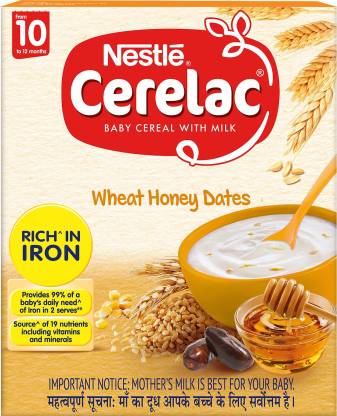 from
10
to 12 months
Nestlé®
Cerelac®
BABY CEREAL WITH MILK
Wheat Honey Dates
RICH^ IN
IRON
Provides 99% of a
baby's daily need^
of Iron in 2 serves**
Source^ of 19 nutrients
including vitamins
and minerals
IMPORTANT NOTICE: MOTHER'S MILK IS BEST FOR YOUR BABY.
महत्वपूर्ण सूचना: माँ का दूध आपके बच्चे के लिए सर्वोत्तम है।